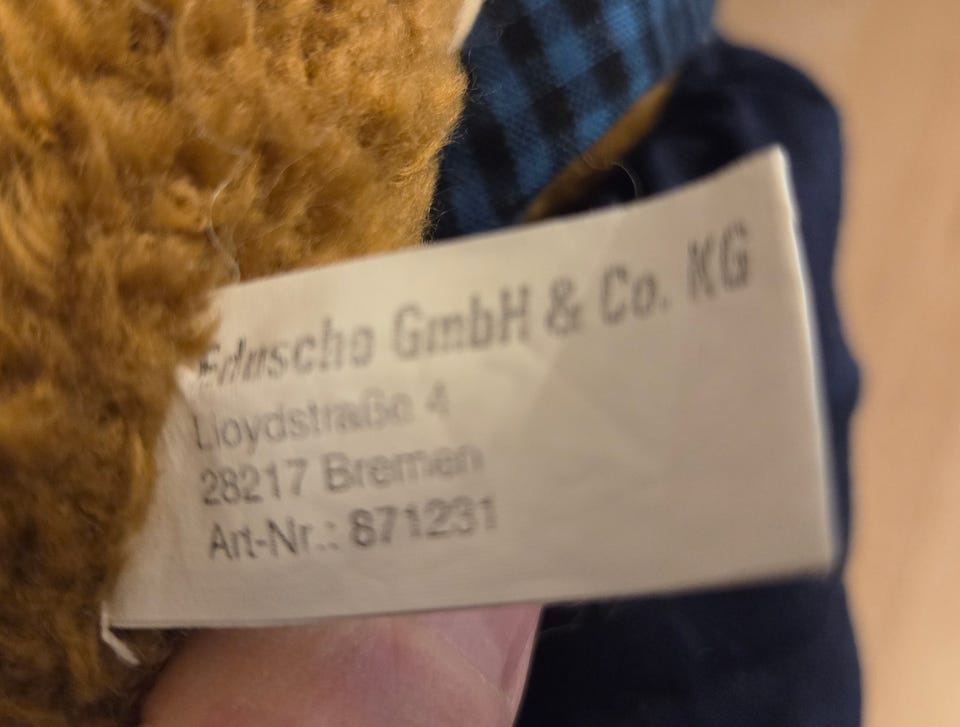 Eduscho GmbH & Co. KG
Lloydstraße 4
28217 Bremen
Art-Nr.: 871231